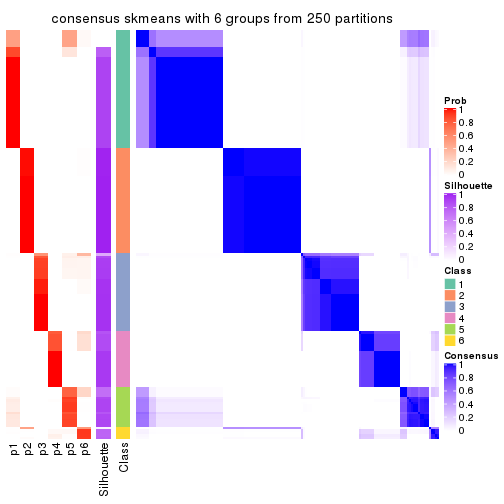 consensus skmeans with 6 groups from 250 partitions
Prob
1
0.8
0.6
0.4
0.2
0
Silhouette
1
0.8
0.6
0.4
0.2
0
Class
1
2
3
4
5
6
Consensus
1
0.8
0.6
0.4
0.2
0
p1
p2
p3
p4
p5
p6
Silhouette
Class